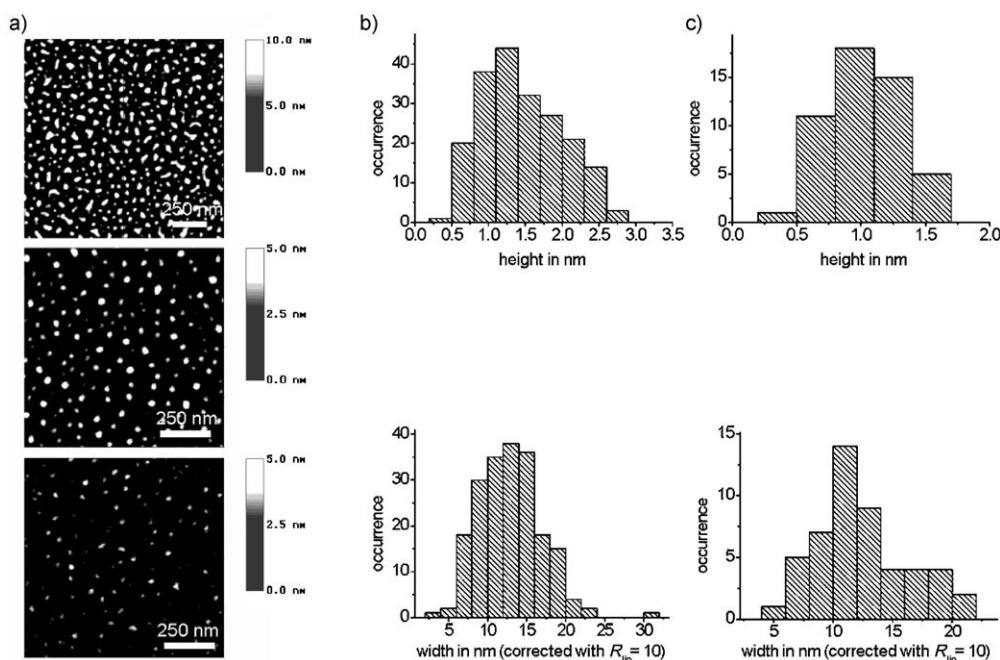 a)
10.0 nm
5.0 nm
0.0 nm
250 nm
5.0 nm
2.5 nm
0.0 nm
250 nm
5.0 nm
2.5 nm
0.0 nm
250 nm
b)
40
30
20
10
0
occurrence
0.0 0.5 1.0 1.5 2.0 2.5 3.0 3.5
height in nm
40
30
20
10
0
occurrence
5 10 15 20 25 30
width in nm (corrected with R_tip = 10)
c)
15
10
5
0
occurrence
0.0 0.5 1.0 1.5 2.0
height in nm
15
10
5
0
occurrence
5 10 15 20
width in nm (corrected with R_tip = 10)